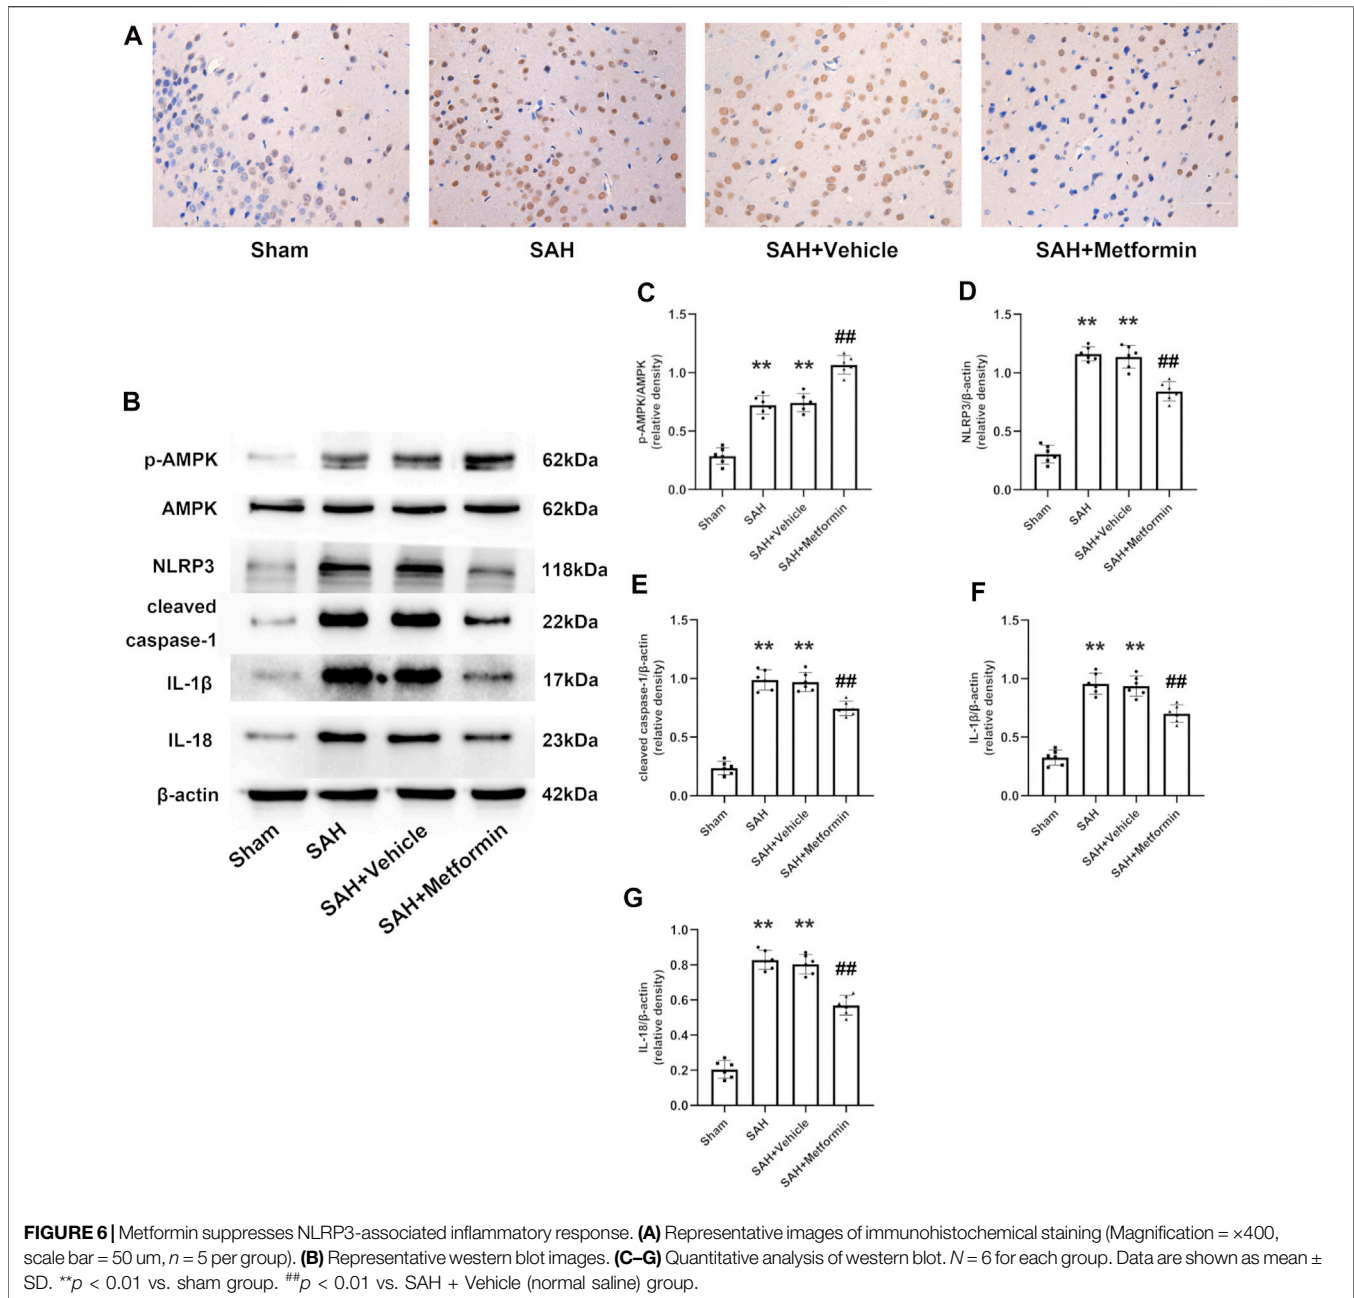 A
Sham
SAH
SAH+Vehicle
SAH+Metformin
B
p-AMPK
62kDa
AMPK
62kDa
NLRP3
118kDa
cleaved
caspase-1
22kDa
IL-1β
17kDa
IL-18
23kDa
β-actin
42kDa
Sham
SAH
SAH+Vehicle
SAH+Metformin
C
p-AMPK/AMPK
(relative density)
1.5
1.0
0.5
0.0
**
**
##
Sham
SAH
SAH+Vehicle
SAH+Metformin
D
NLRP3/β-actin
(relative density)
1.5
1.0
0.5
0.0
**
**
##
Sham
SAH
SAH+Vehicle
SAH+Metformin
E
cleaved caspase-1/β-actin
(relative density)
1.5
1.0
0.5
0.0
**
**
##
Sham
SAH
SAH+Vehicle
SAH+Metformin
F
IL-1β/β-actin
(relative density)
1.5
1.0
0.5
0.0
**
**
##
Sham
SAH
SAH+Vehicle
SAH+Metformin
G
IL-18/β-actin
(relative density)
1.0
0.8
0.6
0.4
0.2
0.0
**
**
##
Sham
SAH
SAH+Vehicle
SAH+Metformin
FIGURE 6 | Metformin suppresses NLRP3-associated inflammatory response. (A) Representative images of immunohistochemical staining (Magnification = ×400,
scale bar = 50 um, n = 5 per group). (B) Representative western blot images. (C–G) Quantitative analysis of western blot. N = 6 for each group. Data are shown as mean ±
SD. **p < 0.01 vs. sham group. ##p < 0.01 vs. SAH + Vehicle (normal saline) group.